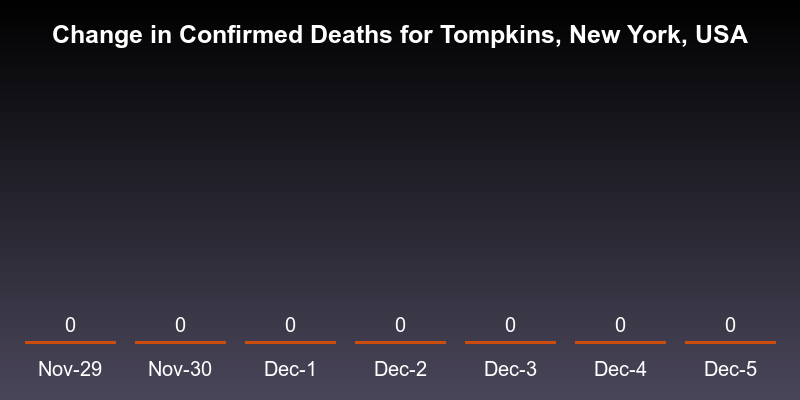 Change in Confirmed Deaths for Tompkins, New York, USA
0 0 0 0 0 0 0
Nov-29 Nov-30 Dec-1 Dec-2 Dec-3 Dec-4 Dec-5